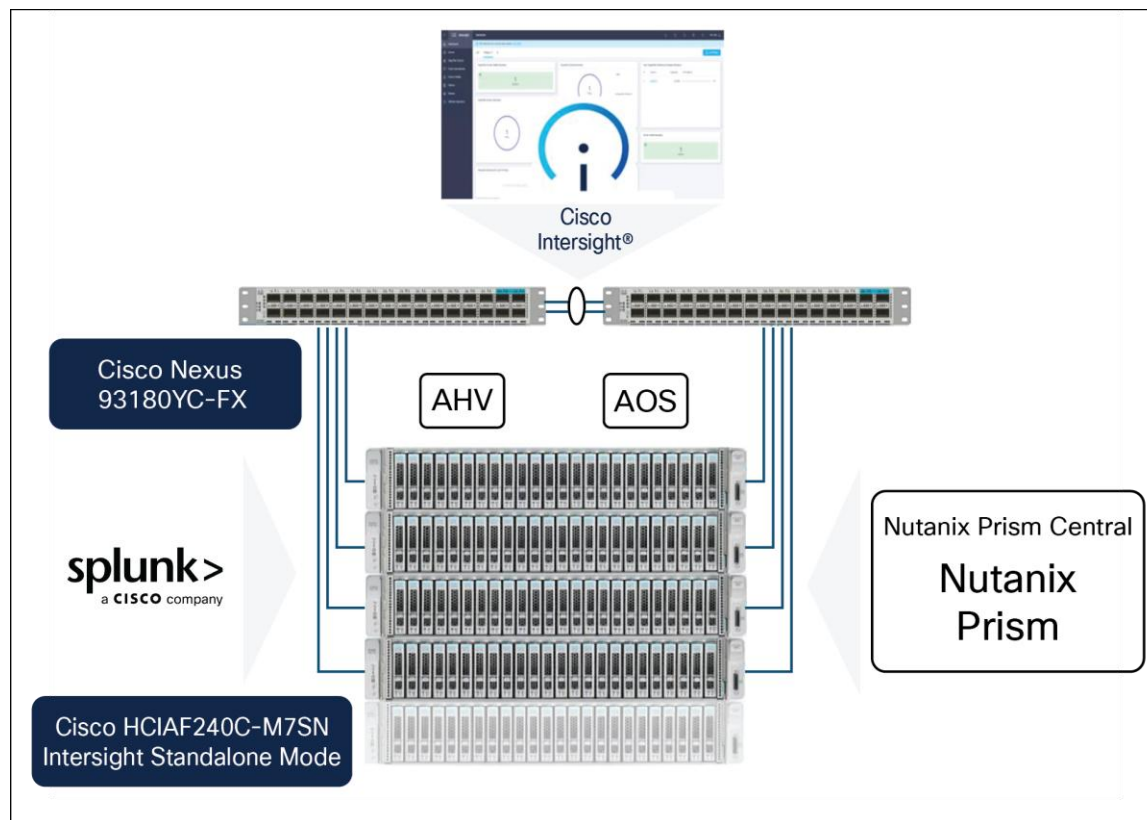 Cisco
Intersight®
Cisco Nexus
93180YC-FX
AHV
AOS
splunk>
a CISCO company
Nutanix Prism Central
Nutanix
Prism
Cisco HCIAF240C-M7SN
Intersight Standalone Mode